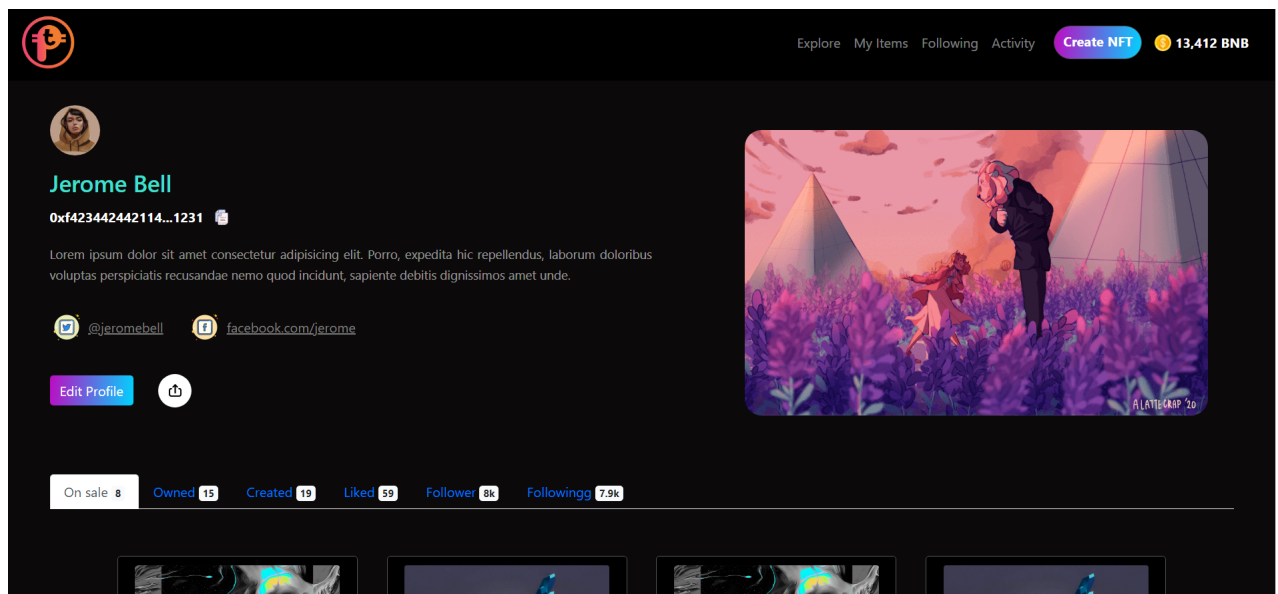 Explore My Items Following Activity Create NFT 13,412 BNB
Jerome Bell
0xf423442442114...1231
Lorem ipsum dolor sit amet consectetur adipisicing elit. Porro, expedita hic repellendus, laborum doloribus
voluptas perspiciatis recusandae nemo quod incidunt, sapiente debitis dignissimos amet unde.
@jeromebell facebook.com/jerome
Edit Profile
A LATTE CRAP '20
On sale 8 Owned 15 Created 19 Liked 59 Follower 8k Followingg 7.9k